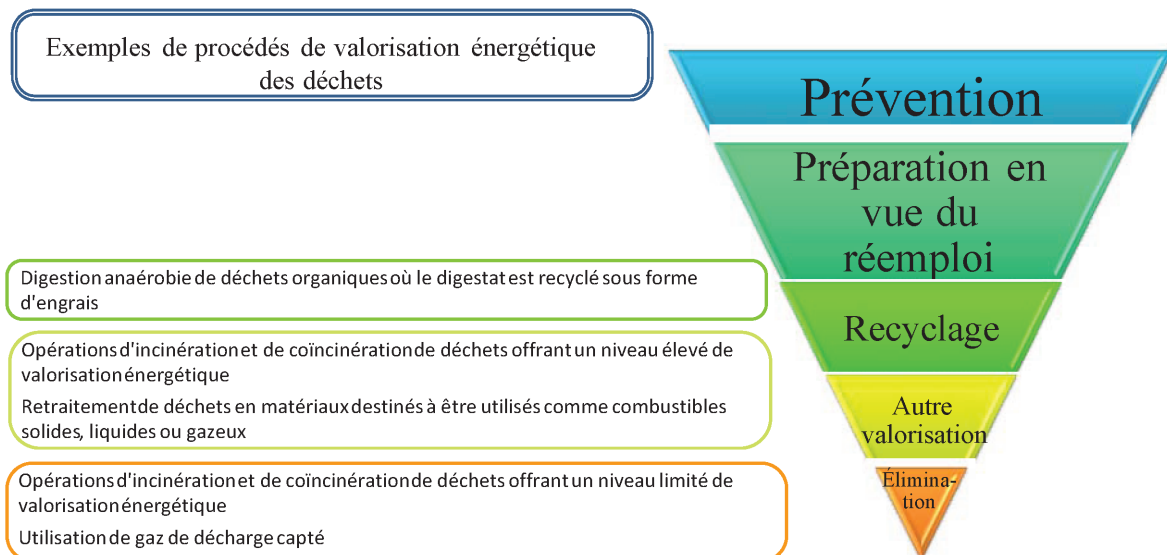 Exemples de procédés de valorisation énergétique
des déchets
Prévention
Préparation en
vue du
réemploi
Digestion anaérobie de déchets organiques où le digestat est recyclé sous forme
d'engrais
Recyclage
Opérations d'incinération et de coïncinération de déchets offrant un niveau élevé de
valorisation énergétique
Retraitement de déchets en matériaux destinés à être utilisés comme combustibles
solides, liquides ou gazeux
Autre
valorisation
Opérations d'incinération et de coïncinération de déchets offrant un niveau limité de
valorisation énergétique
Utilisation de gaz de décharge capté
Élimina-
tion